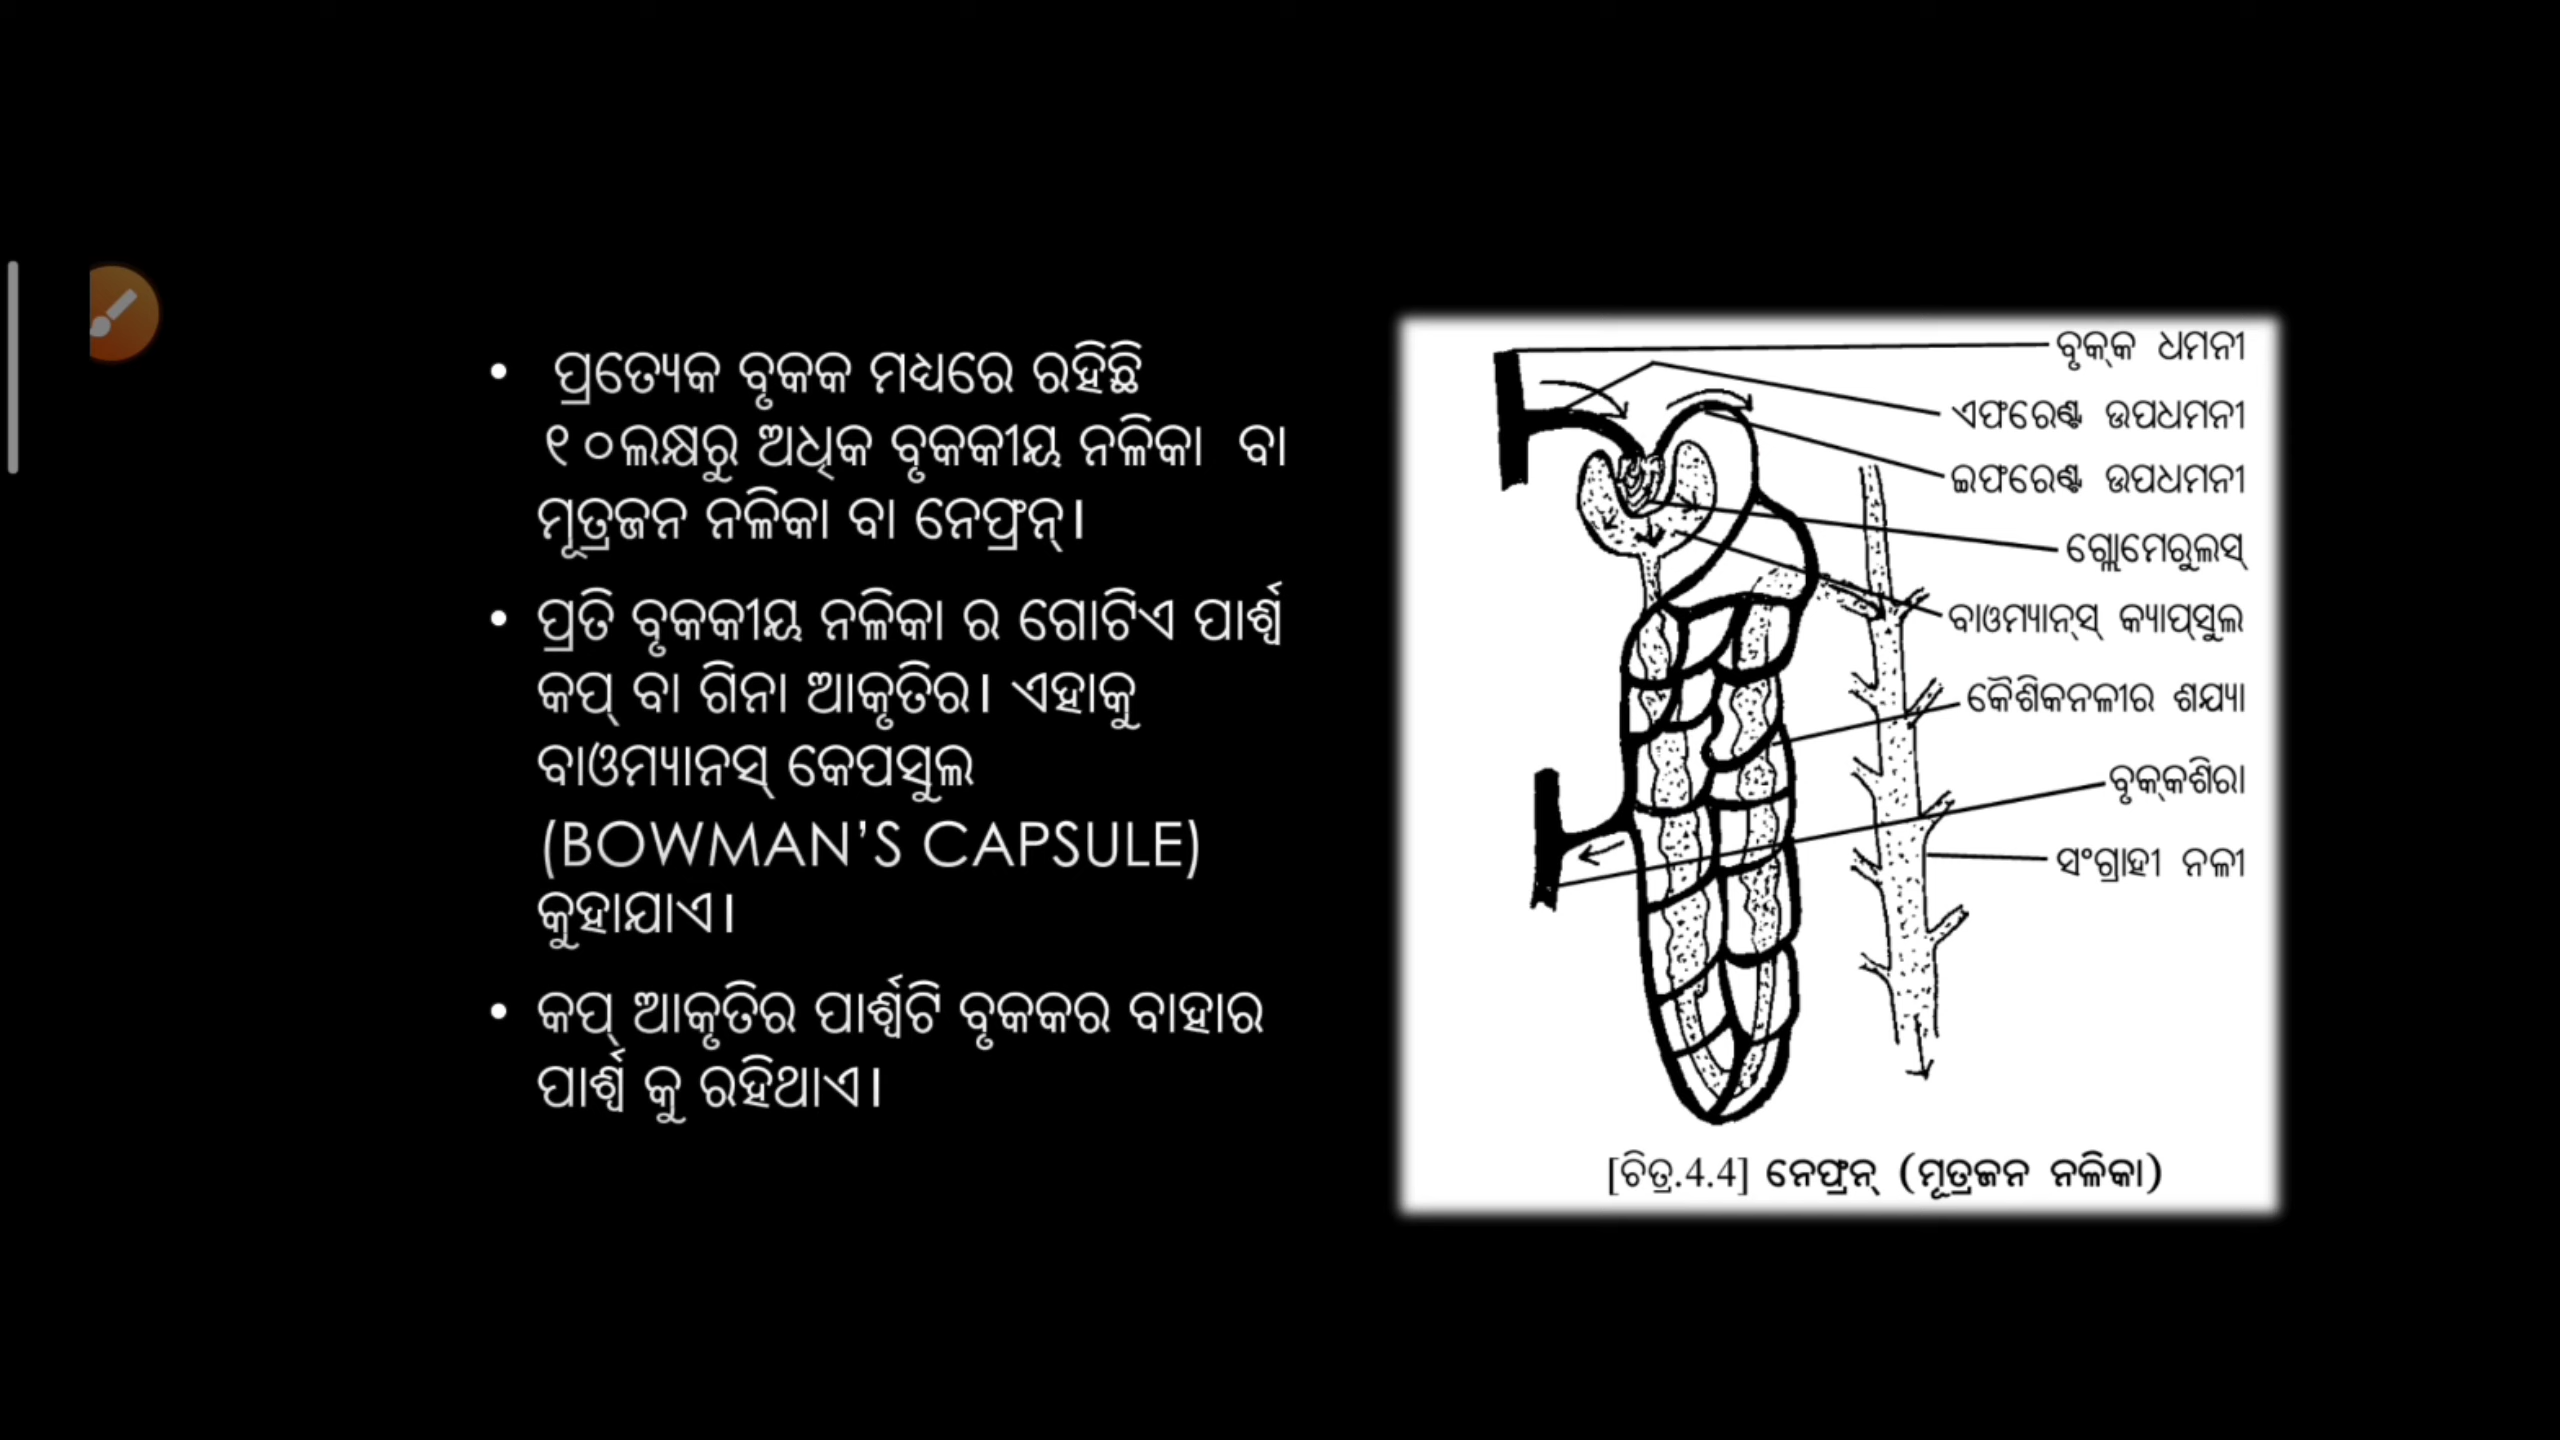 • ପ୍ରତ୍ୟେକ ବୃକକ ମଧ୍ୟରେ ରହିଛି
୧୦ଲକ୍ଷରୁ ଅଧିକ ବୃକକୀୟ ନଳିକା ବା
ମୂତ୍ରଜନ ନଳିକା ବା ନେଫ୍ରନ୍।
• ପ୍ରତି ବୃକକୀୟ ନଳିକା ର ଗୋଟିଏ ପାର୍ଶ୍ଵ
କପ୍ ବା ଗିନା ଆକୃତିର। ଏହାକୁ
ବାଓମ୍ୟାନସ୍ କେପସୁଲ
(BOWMAN’S CAPSULE)
କୁହାଯାଏ।
• କପ୍ ଆକୃତିର ପାର୍ଶ୍ଵଟି ବୃକକର ବାହାର
ପାର୍ଶ୍ଵ କୁ ରହିଥାଏ।
ବୃକ୍‌କ ଧମନୀ
ଏଫରେଣ୍ଟ ଉପଧମନୀ
ଇଫରେଣ୍ଟ ଉପଧମନୀ
ଗ୍ଲୋମେରୁଲସ୍
ବାଓମ୍ୟାନ୍‌ସ୍ କ୍ୟାପ୍‌ସୁଲ
କୈଶିକନଳୀର ଶଯ୍ୟା
ବୃକ୍‌କଶିରା
ସଂଗ୍ରାହୀ ନଳୀ
[ଚିତ୍ର.4.4] ନେଫ୍ରନ୍ (ମୂତ୍ରଜନ ନଳିକା)